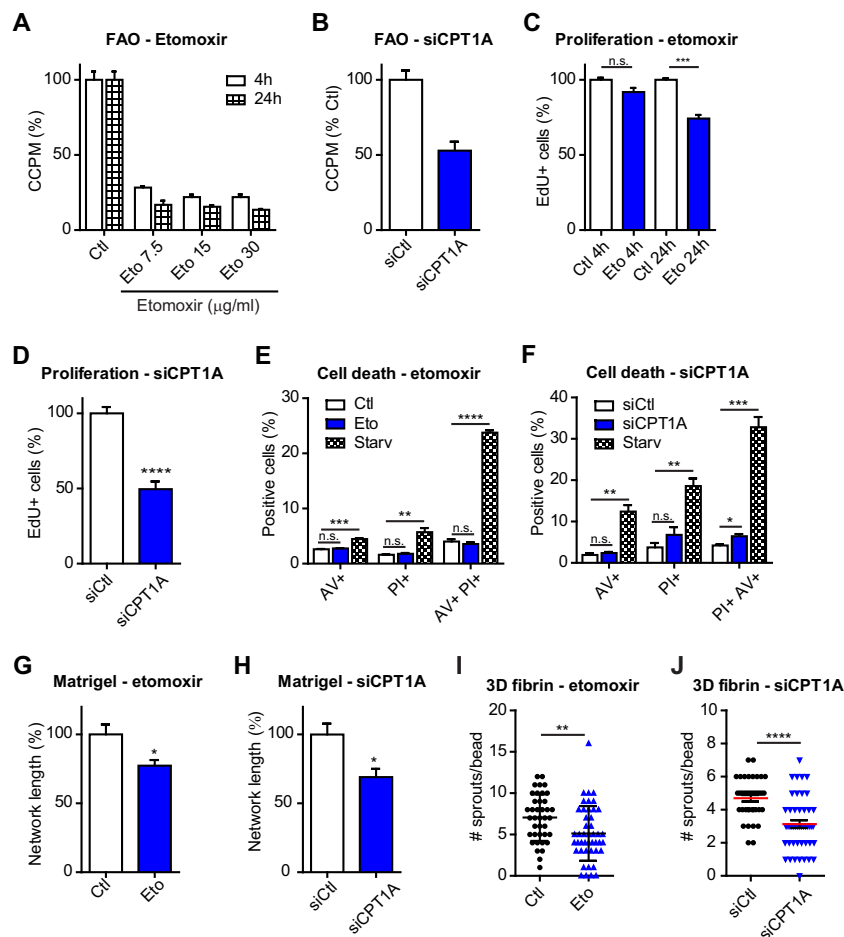 A
FAO - Etomoxir
CCPM (%)
100
50
0
4h
24h
Ctl
Eto 7.5
Eto 15
Eto 30
Etomoxir (μg/ml)
B
FAO - siCPT1A
CCPM (% Ctl)
100
50
0
siCtl
siCPT1A
C
Proliferation - etomoxir
EdU+ cells (%)
100
50
0
n.s.
***
Ctl 4h
Eto 4h
Ctl 24h
Eto 24h
D
Proliferation - siCPT1A
EdU+ cells (%)
100
50
0
****
siCtl
siCPT1A
E
Cell death - etomoxir
Positive cells (%)
30
20
10
0
Ctl
Eto
Starv
n.s.
***
n.s.
**
n.s.
****
AV+
PI+
AV+ PI+
F
Cell death - siCPT1A
Positive cells (%)
40
30
20
10
0
siCtl
siCPT1A
Starv
n.s.
**
n.s.
**
*
***
AV+
PI+
PI+ AV+
G
Matrigel - etomoxir
Network length (%)
100
50
0
*
Ctl
Eto
H
Matrigel - siCPT1A
Network length (%)
100
50
0
*
siCtl
siCPT1A
I
3D fibrin - etomoxir
# sprouts/bead
20
15
10
5
0
**
Ctl
Eto
J
3D fibrin - siCPT1A
# sprouts/bead
10
8
6
4
2
0
****
siCtl
siCPT1A